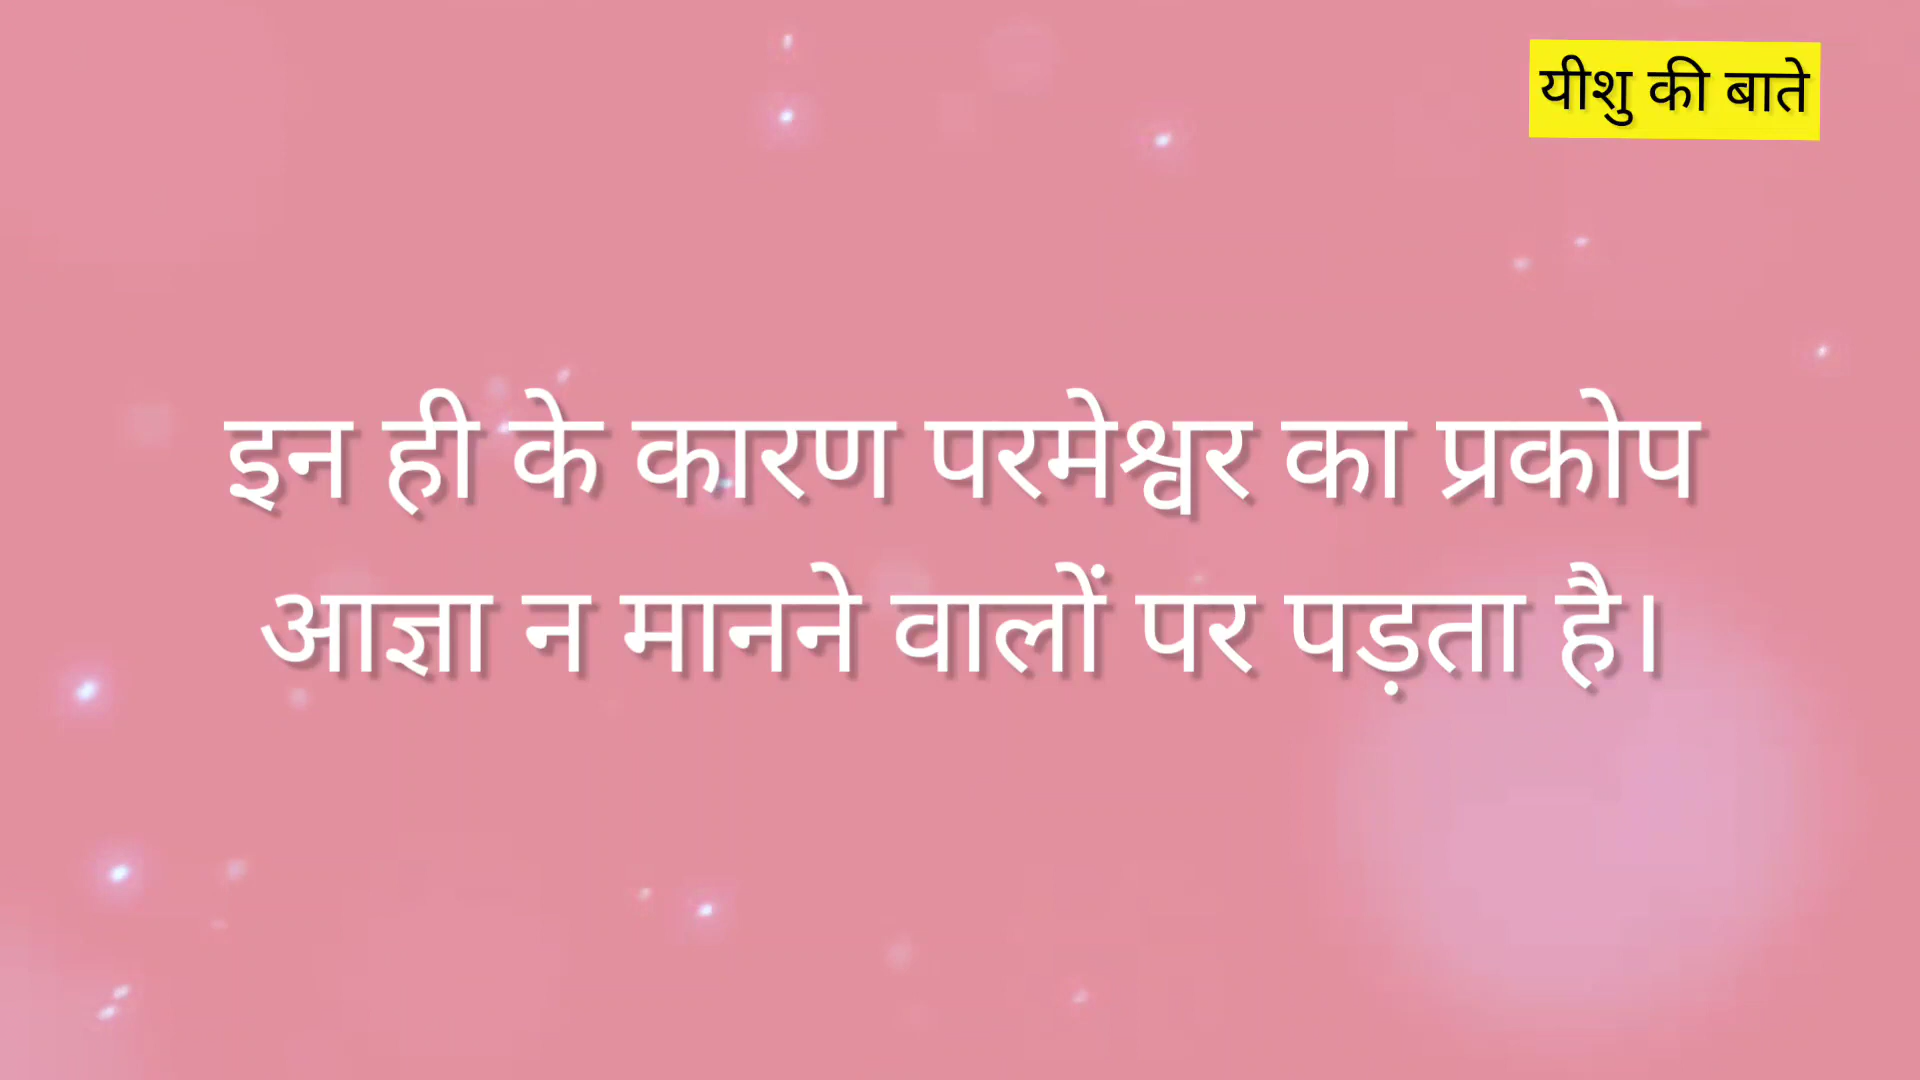 यीशु की बाते
इन ही के कारण परमेश्वर का प्रकोप
आज्ञा न मानने वालों पर पड़ता है।